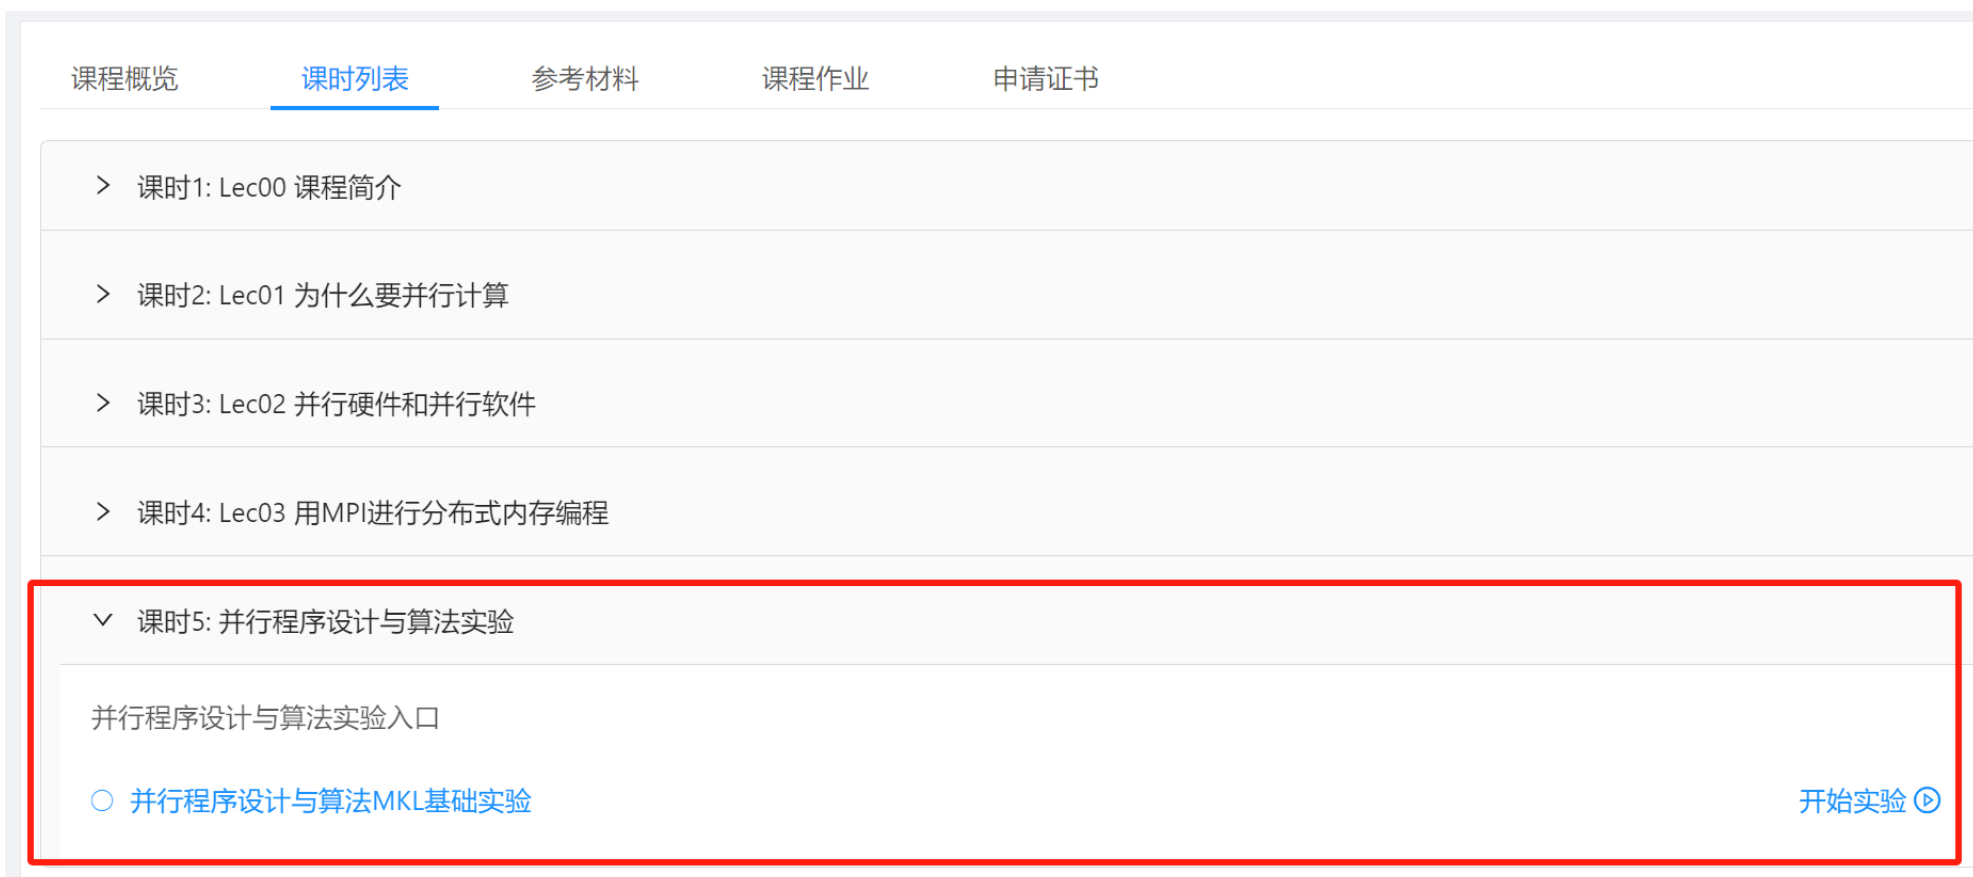 课程概览 课时列表 参考材料 课程作业 申请证书
课时1: Lec00 课程简介
课时2: Lec01 为什么要并行计算
课时3: Lec02 并行硬件和并行软件
课时4: Lec03 用MPI进行分布式内存编程
课时5: 并行程序设计与算法实验
并行程序设计与算法实验入口
并行程序设计与算法MKL基础实验 开始实验